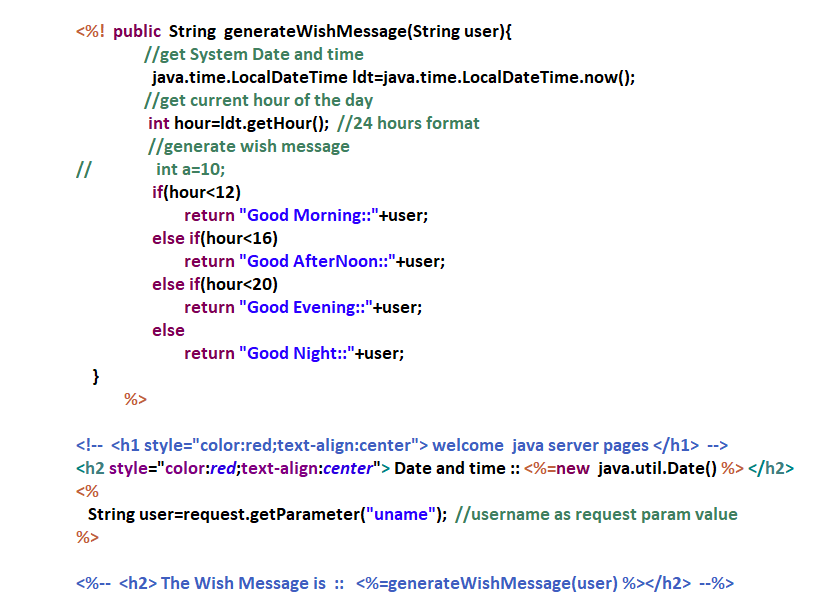 <%! public String generateWishMessage(String user){
//get System Date and time
java.time.LocalDateTime ldt=java.time.LocalDateTime.now();
//get current hour of the day
int hour=ldt.getHour(); //24 hours format
//generate wish message
// int a=10;
if(hour<12)
return "Good Morning::"+user;
else if(hour<16)
return "Good AfterNoon::"+user;
else if(hour<20)
return "Good Evening::"+user;
else
return "Good Night::"+user;
}
%>
<!-- <h1 style="color:red;text-align:center"> welcome java server pages </h1> -->
<h2 style="color:red;text-align:center"> Date and time :: <%=new java.util.Date() %> </h2>
<%
String user=request.getParameter("uname"); //username as request param value
%>
<%-- <h2> The Wish Message is :: <%=generateWishMessage(user) %></h2> --%>